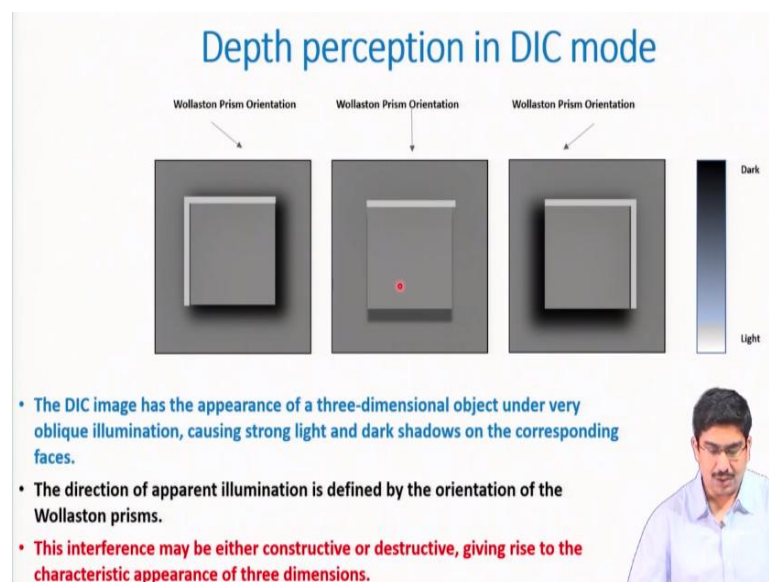 Depth perception in DIC mode
Wollaston Prism Orientation
Wollaston Prism Orientation
Wollaston Prism Orientation
Dark
Light
• The DIC image has the appearance of a three-dimensional object under very
oblique illumination, causing strong light and dark shadows on the corresponding
faces.
• The direction of apparent illumination is defined by the orientation of the
Wollaston prisms.
• This interference may be either constructive or destructive, giving rise to the
characteristic appearance of three dimensions.